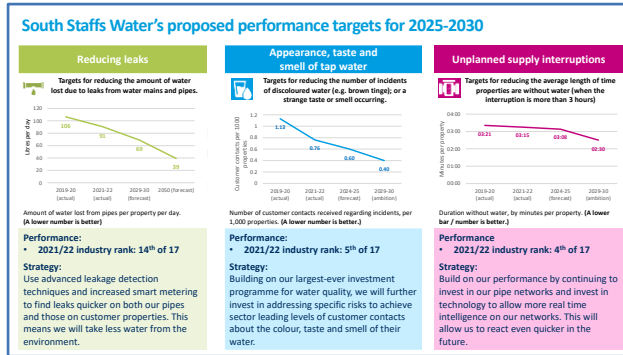 South Staffs Water's proposed performance targets for 2025-2030
Reducing leaks
Targets for reducing the amount of water
lost due to leaks from water mains and pipes.
Litres per day
120
100
80
60
40
20
0
106
91
69
39
2019-20
(actual)
2021-22
(actual)
2029-30
(forecast)
2050 (forecast)
Amount of water lost from pipes per property per day.
(A lower number is better)
Performance:
• 2021/22 industry rank: 14th of 17
Strategy:
Use advanced leakage detection
techniques and increased smart metering
to find leaks quicker on both our pipes
and those on customer properties. This
means we will take less water from the
environment.
Appearance, taste and
smell of tap water
Targets for reducing the number of incidents
of discoloured water (e.g. brown tinge); or a
strange taste or smell occurring.
Customer contacts per 1000
properties
1.2
1
0.8
0.6
0.4
0.2
0
1.13
0.76
0.60
0.40
2019-20
(actual)
2021-22
(actual)
2024-25
(forecast)
2029-30
(ambition)
Number of customer contacts received regarding incidents, per
1,000 properties. (A lower number is better.)
Performance:
• 2021/22 industry rank: 5th of 17
Strategy:
Building on our largest-ever investment
programme for water quality, we will further
invest in addressing specific risks to achieve
sector leading levels of customer contacts
about the colour, taste and smell of their
water.
Unplanned supply interruptions
Targets for reducing the average length of time
properties are without water (when the
interruption is more than 3 hours)
Minutes per property
04:00
03:00
02:00
01:00
00:00
03:21
03:15
03:08
02:30
2019-20
(actual)
2021-22
(actual)
2024-25
(forecast)
2029-30
(ambition)
Duration without water, by minutes per property. (A lower
bar / number is better.)
Performance:
• 2021/22 industry rank: 4th of 17
Strategy:
Build on our performance by continuing to
invest in our pipe networks and invest in
technology to allow more real time
intelligence on our networks. This will
allow us to react even quicker in the
future.